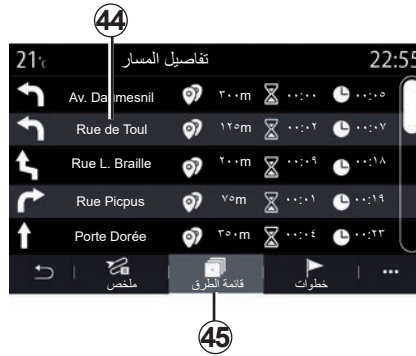 44
21°c تفاصيل المسار 22:55
Av. Daumesnil ٣٠٠m ٠٠:٠٠ ٠٠:٠٥
Rue de Toul ١٢٥m ٠٠:٠٢ ٠٠:٠٧
Rue L. Braille ٢٠٠m ٠٠:٠٩ ٠٠:١٨
Rue Picpus ٧٥m ٠٠:٠١ ٠٠:١٩
Porte Dorée ٣٥٠m ٠٠:٠٤ ٠٠:٢٣
ملخص قائمة الطرق خطوات
45